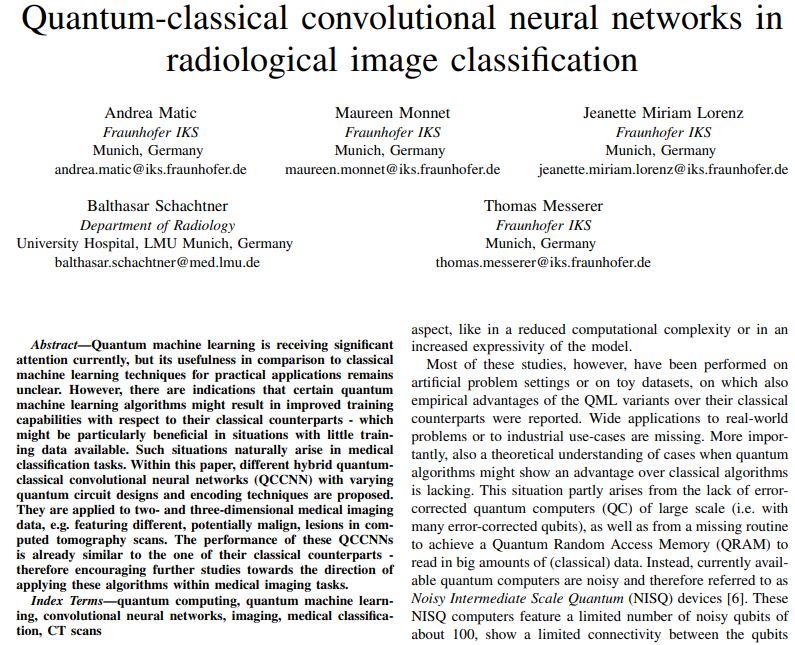 Quantum-classical convolutional neural networks in
radiological image classification
Andrea Matic
Fraunhofer IKS
Munich, Germany
andrea.matic@iks.fraunhofer.de
Maureen Monnet
Fraunhofer IKS
Munich, Germany
maureen.monnet@iks.fraunhofer.de
Jeanette Miriam Lorenz
Fraunhofer IKS
Munich, Germany
jeanette.miriam.lorenz@iks.fraunhofer.de
Balthasar Schachtner
Department of Radiology
University Hospital, LMU Munich, Germany
balthasar.schachtner@med.lmu.de
Thomas Messerer
Fraunhofer IKS
Munich, Germany
thomas.messerer@iks.fraunhofer.de
Abstract—Quantum machine learning is receiving significant
attention currently, but its usefulness in comparison to classical
machine learning techniques for practical applications remains
unclear. However, there are indications that certain quantum
machine learning algorithms might result in improved training
capabilities with respect to their classical counterparts - which
might be particularly beneficial in situations with little train-
ing data available. Such situations naturally arise in medical
classification tasks. Within this paper, different hybrid quantum-
classical convolutional neural networks (QCCNN) with varying
quantum circuit designs and encoding techniques are proposed.
They are applied to two- and three-dimensional medical imaging
data, e.g. featuring different, potentially malign, lesions in com-
puted tomography scans. The performance of these QCCNNs
is already similar to the one of their classical counterparts -
therefore encouraging further studies towards the direction of
applying these algorithms within medical imaging tasks.
Index Terms—quantum computing, quantum machine learn-
ing, convolutional neural networks, imaging, medical classifica-
tion, CT scans
aspect, like in a reduced computational complexity or in an
increased expressivity of the model.
Most of these studies, however, have been performed on
artificial problem settings or on toy datasets, on which also
empirical advantages of the QML variants over their classical
counterparts were reported. Wide applications to real-world
problems or to industrial use-cases are missing. More impor-
tantly, also a theoretical understanding of cases when quantum
algorithms might show an advantage over classical algorithms
is lacking. This situation partly arises from the lack of error-
corrected quantum computers (QC) of large scale (i.e. with
many error-corrected qubits), as well as from a missing routine
to achieve a Quantum Random Access Memory (QRAM) to
read in big amounts of (classical) data. Instead, currently avail-
able quantum computers are noisy and therefore referred to as
Noisy Intermediate Scale Quantum (NISQ) devices [6]. These
NISQ computers feature a limited number of noisy qubits of
about 100, show a limited connectivity between the qubits